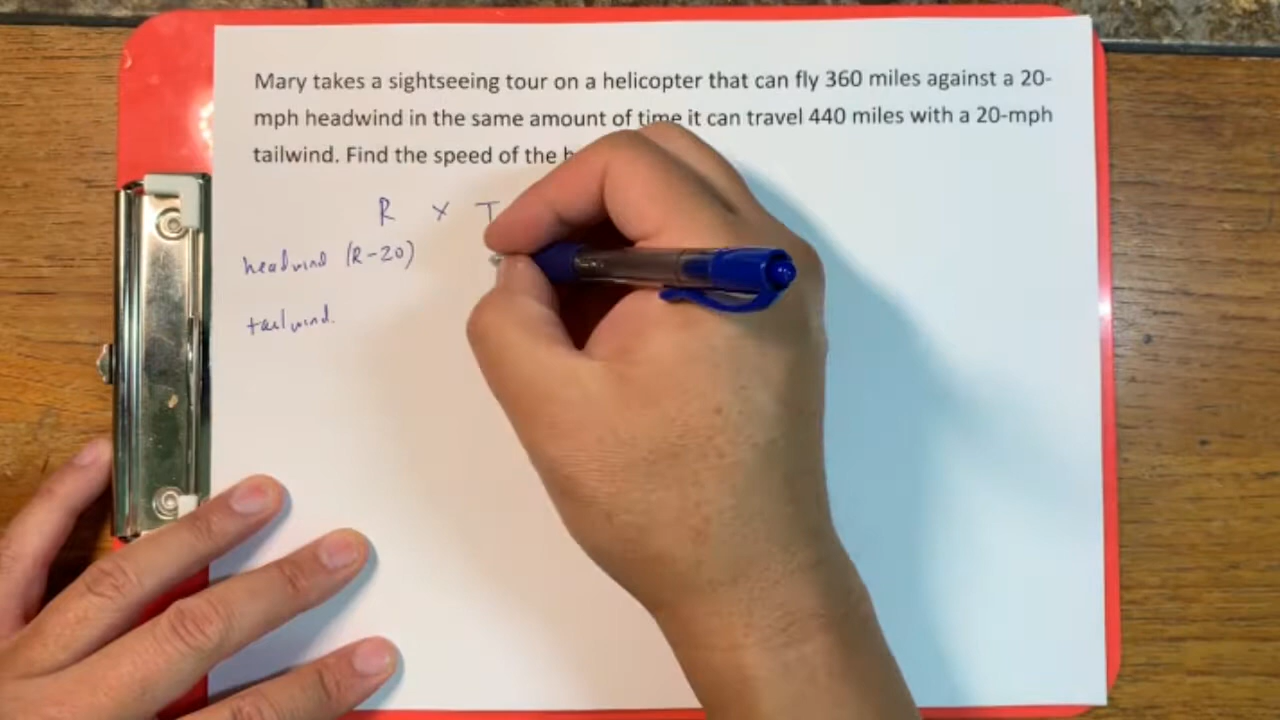 Mary takes a sightseeing tour on a helicopter that can fly 360 miles against a 20-
mph headwind in the same amount of time it can travel 440 miles with a 20-mph
tailwind. Find the speed of the
R × T
headwind (R-20)
tailwind.